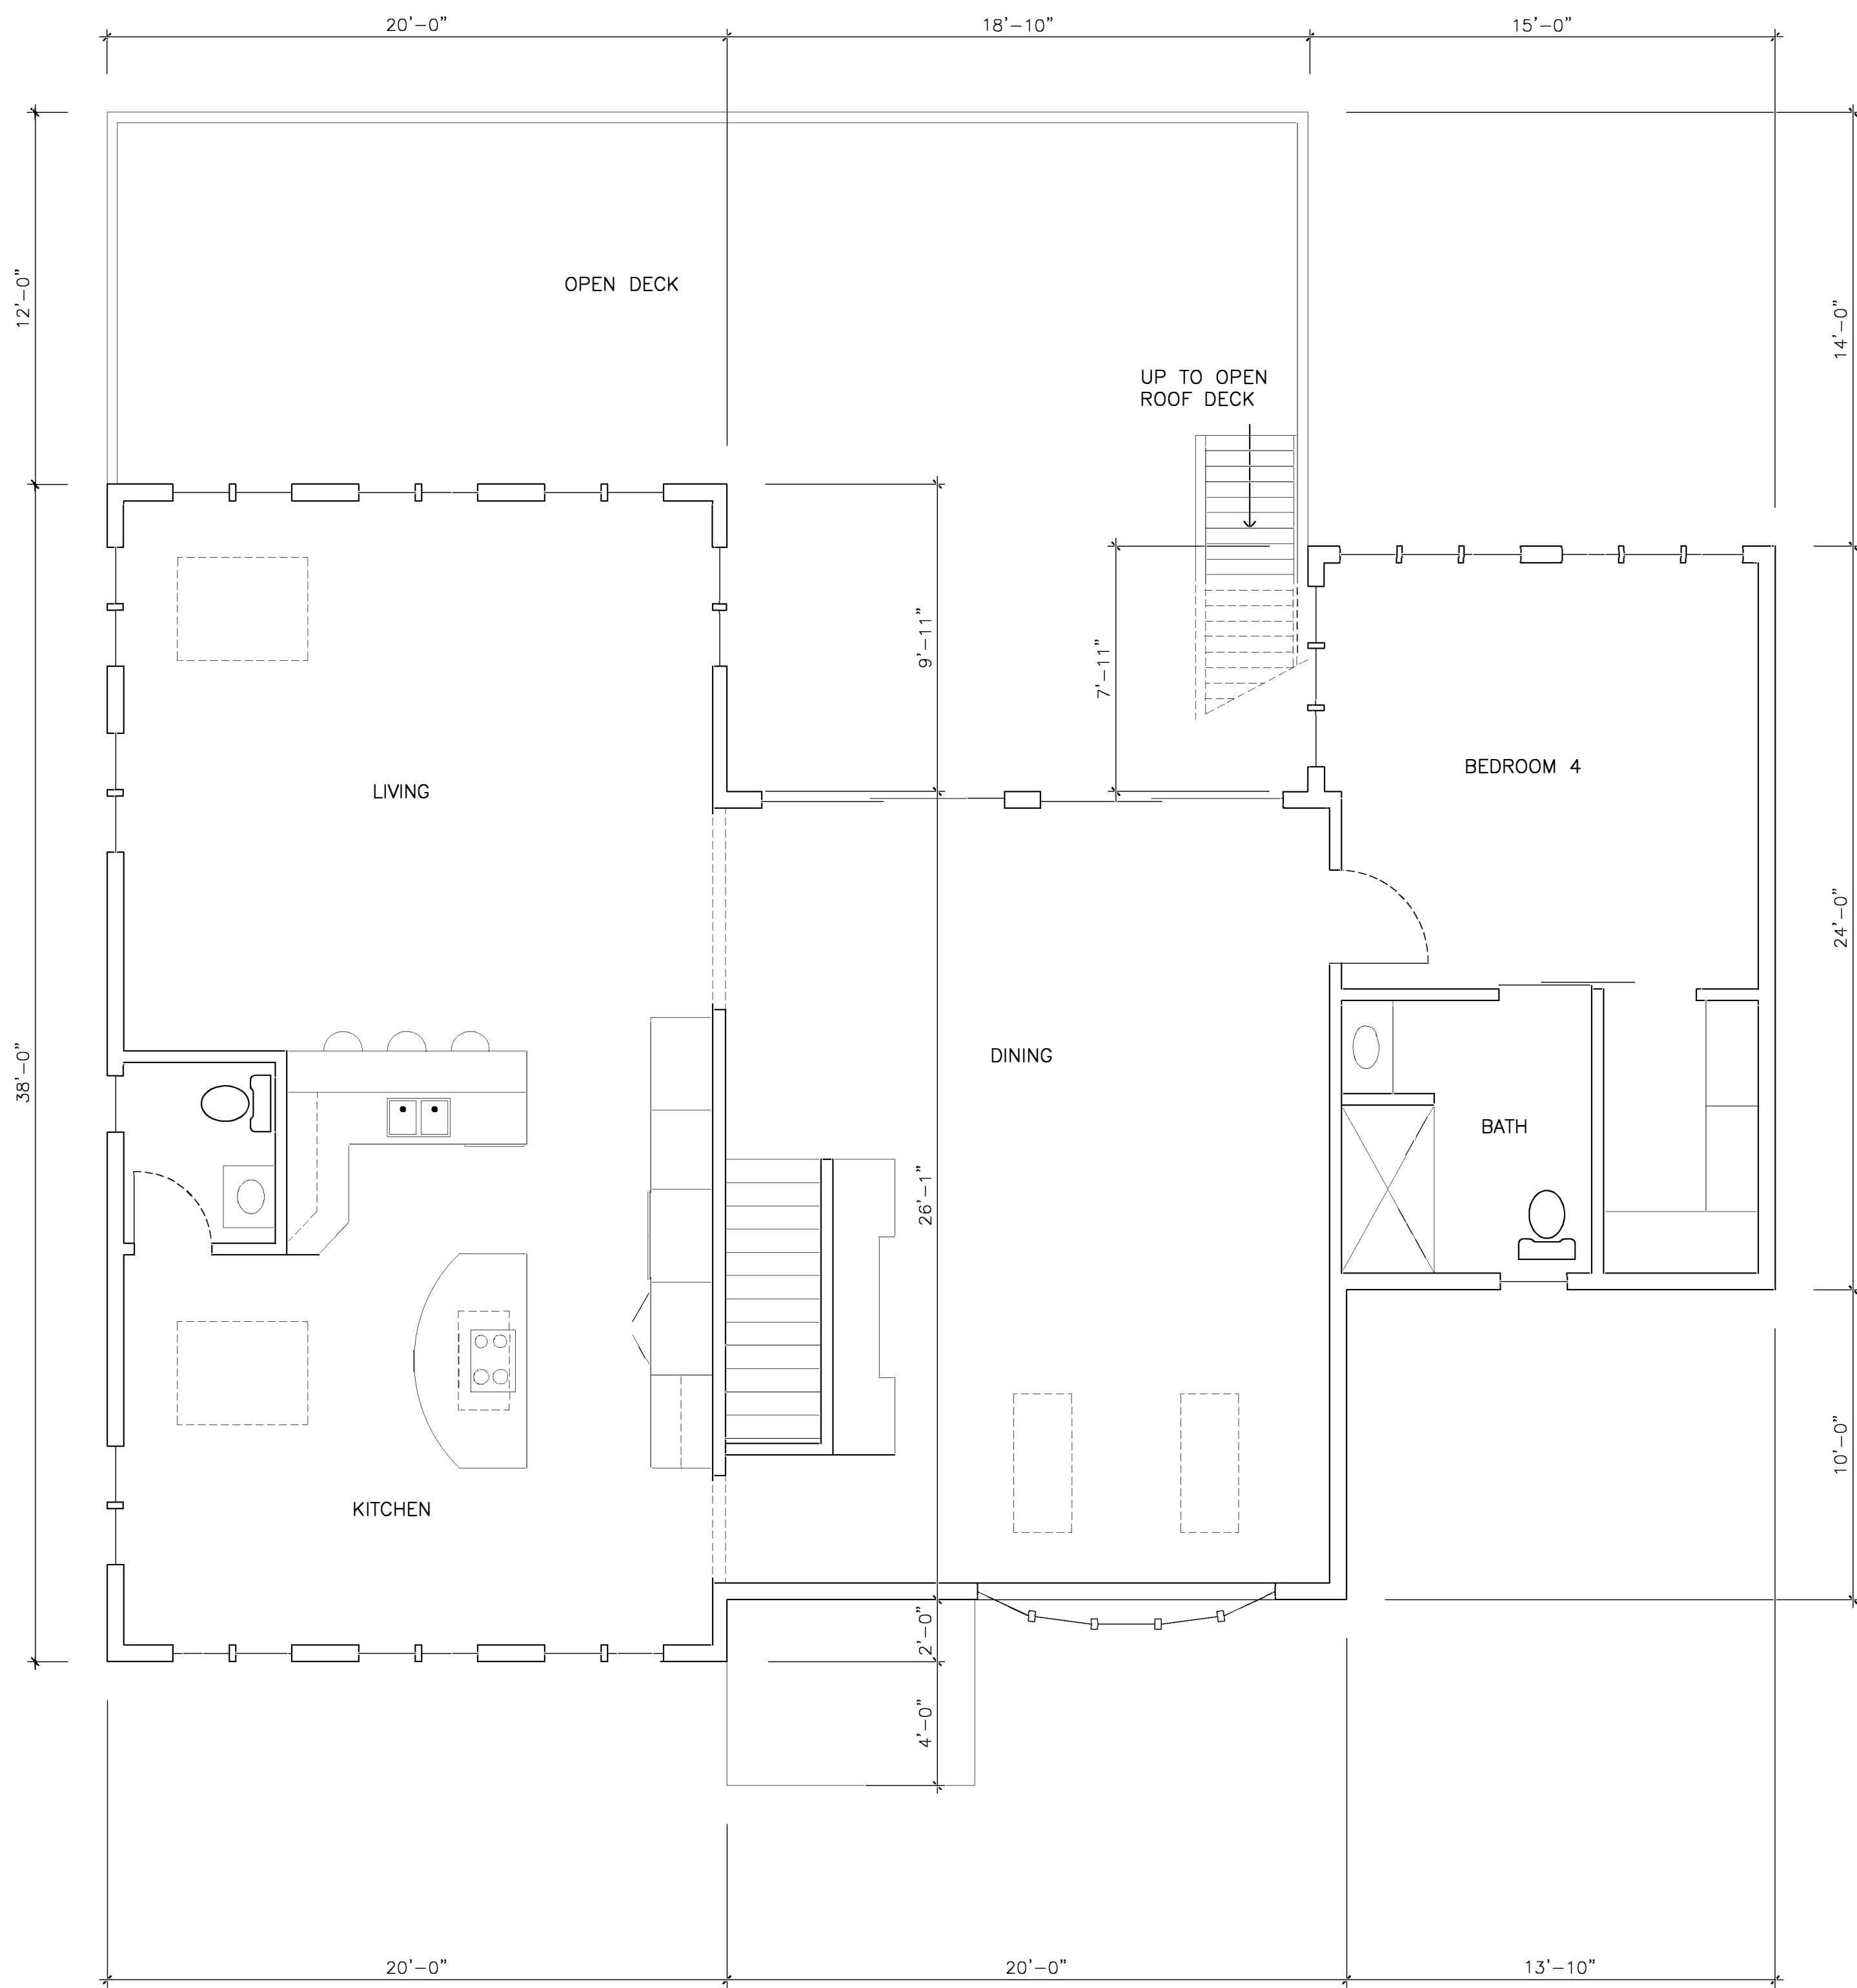 20'-0"
18'-10"
15'-0"
12'-0"
OPEN DECK
14'-0"
UP TO OPEN
ROOF DECK
9'-11"
7'-11"
LIVING
BEDROOM 4
24'-0"
38'-0"
DINING
BATH
26'-1"
KITCHEN
10'-0"
2'-0"
4'-0"
20'-0"
20'-0"
13'-10"